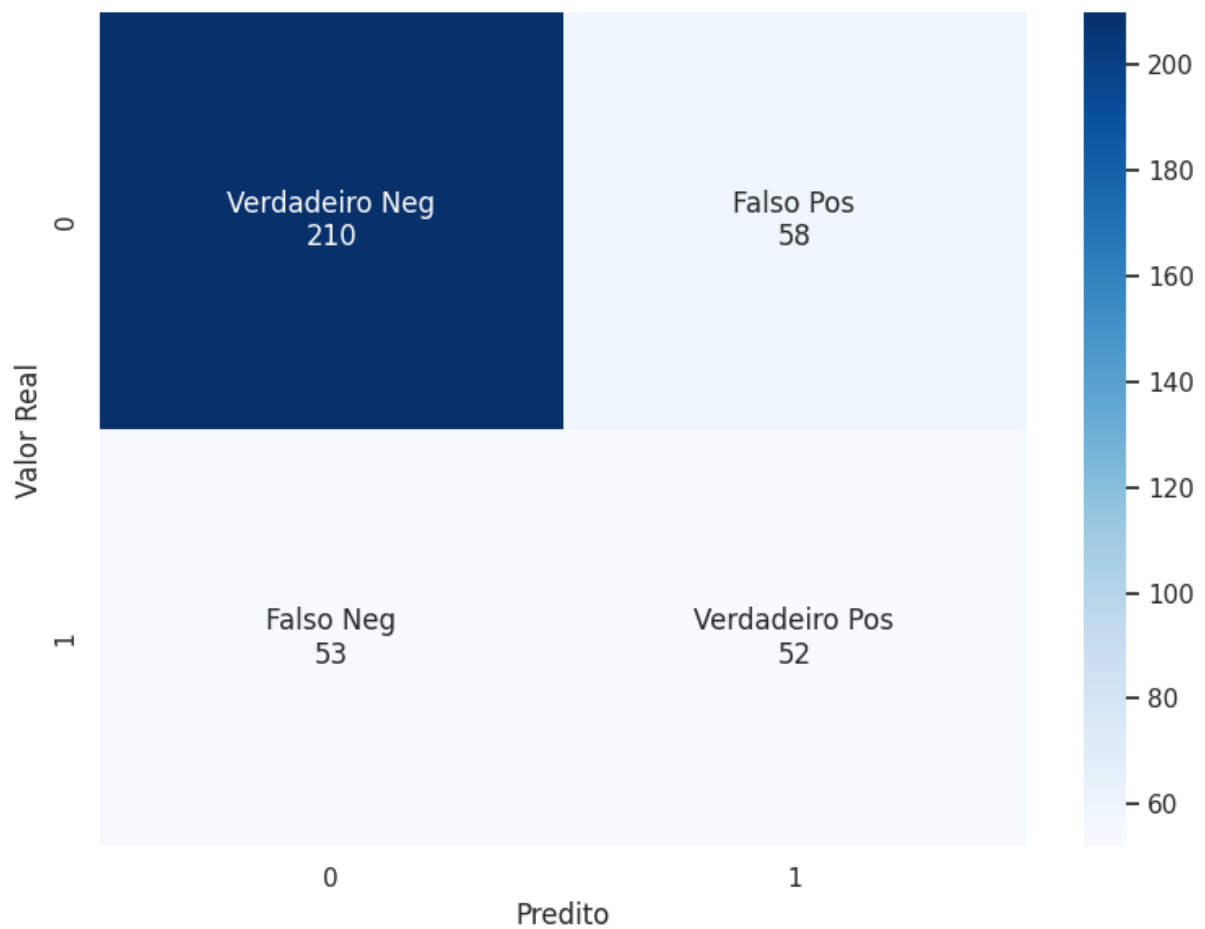 Verdadeiro Neg
210
Falso Pos
58
Falso Neg
53
Verdadeiro Pos
52
0
1
Valor Real
0
1
Predito
200
180
160
140
120
100
80
60